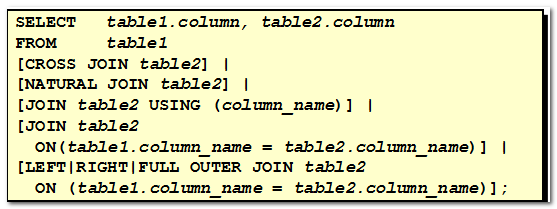 SELECT table1.column, table2.column
FROM table1
[CROSS JOIN table2] |
[NATURAL JOIN table2] |
[JOIN table2 USING (column_name)] |
[JOIN table2
ON(table1.column_name = table2.column_name)] |
[LEFT|RIGHT|FULL OUTER JOIN table2
ON (table1.column_name = table2.column_name)];